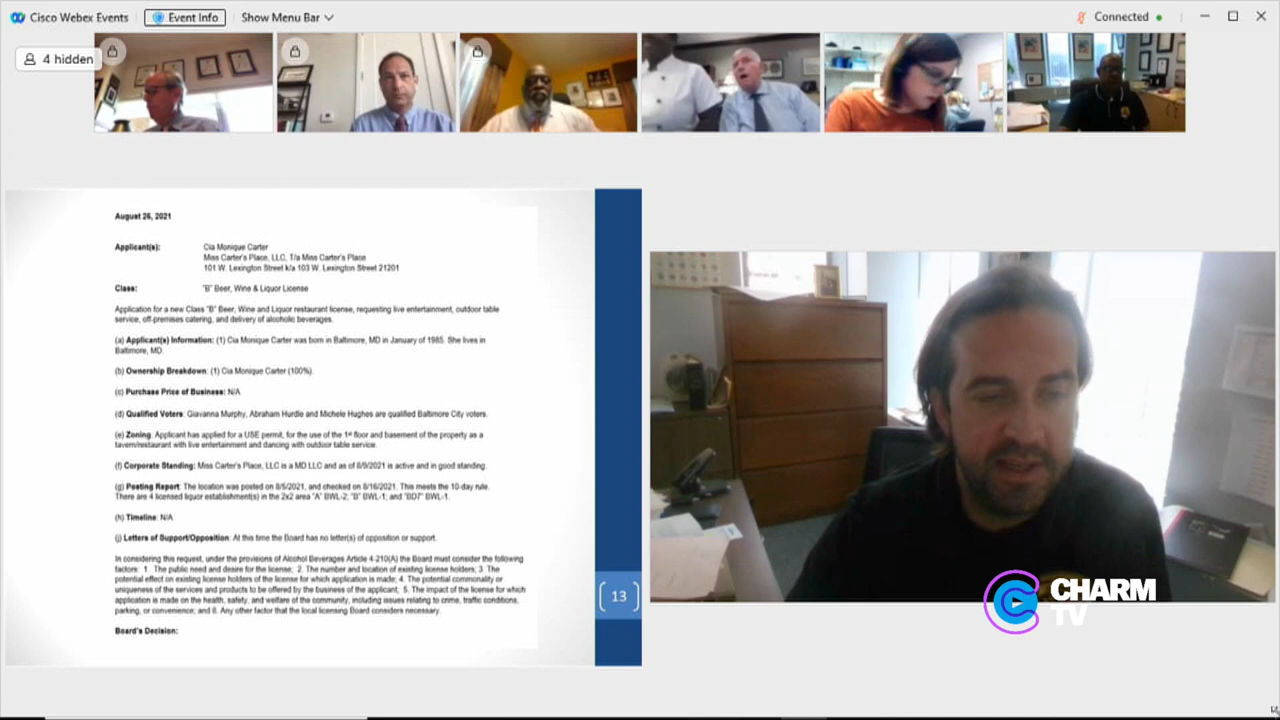 Cisco Webex Events
Event Info
Show Menu Bar
Connected
4 hidden
August 26, 2021
Applicant(s):
Cia Monique Carter
Miss Carter's Place, LLC, T/a Miss Carter's Place
101 W. Lexington Street k/a 103 W. Lexington Street 21201
Class:
"B" Beer, Wine & Liquor License
Application for a new Class "B" Beer, Wine and Liquor restaurant license, requesting live entertainment, outdoor table
service, off-premises catering, and delivery of alcoholic beverages.
(a) Applicant(s) Information: (1) Cia Monique Carter was born in Baltimore, MD in January of 1985. She lives in
Baltimore, MD.
(b) Ownership Breakdown: (1) Cia Monique Carter (100%).
(c) Purchase Price of Business: N/A
(d) Qualified Voters: Giavanna Murphy, Abraham Hurdle and Michele Hughes are qualified Baltimore City voters.
(e) Zoning: Applicant has applied for a USE permit, for the use of the 1st floor and basement of the property as a
tavern/restaurant with live entertainment and dancing with outdoor table service.
(f) Corporate Standing: Miss Carter's Place, LLC is a MD LLC and as of 8/9/2021 is active and in good standing.
(g) Posting Report: The location was posted on 8/5/2021, and checked on 8/16/2021. This meets the 10-day rule.
There are 4 licensed liquor establishment(s) in the 2x2 area "A" BWL-2; "B" BWL-1; and "BD7" BWL-1.
(h) Timeline: N/A
(j) Letters of Support/Opposition: At this time the Board has no letter(s) of opposition or support.
In considering this request, under the provisions of Alcohol Beverages Article 4-210(A) the Board must consider the following
factors: 1. The public need and desire for the license; 2. The number and location of existing license holders; 3. The
potential effect on existing license holders of the license for which application is made; 4. The potential commonality or
uniqueness of the services and products to be offered by the business of the applicant; 5. The impact of the license for which
application is made on the health, safety, and welfare of the community, including issues relating to crime, traffic conditions,
parking, or convenience; and 6. Any other factor that the local licensing Board considers necessary.
Board's Decision:
13
CHARM
TV